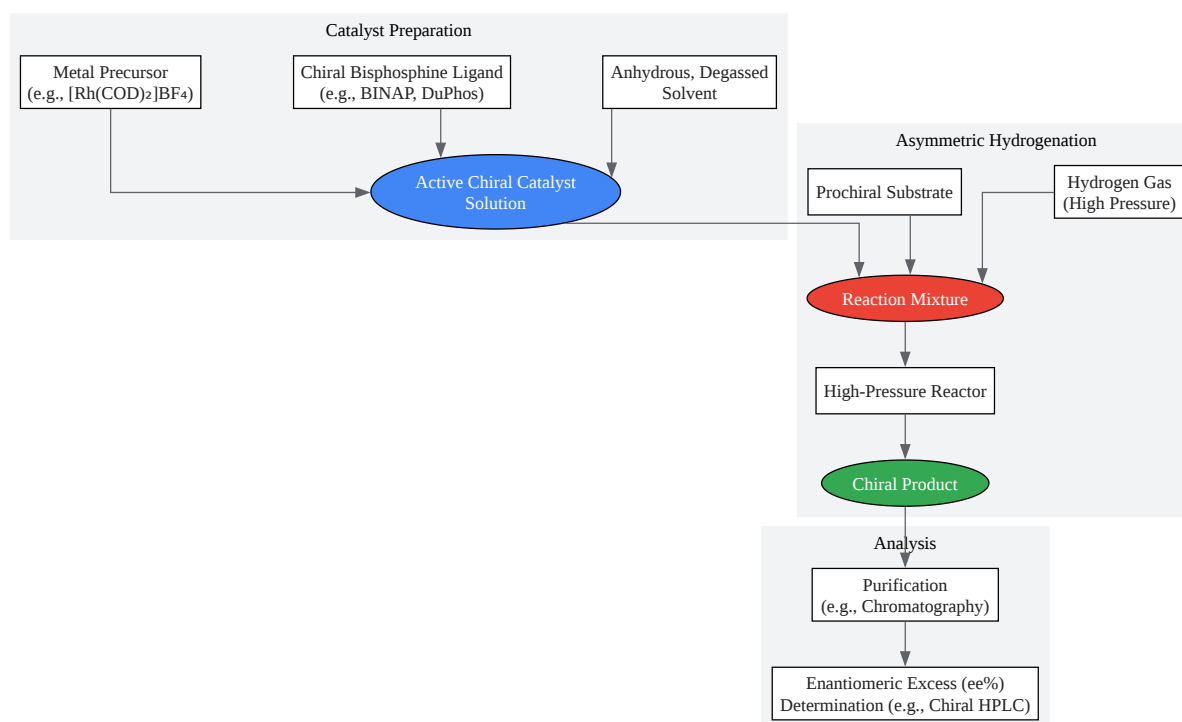 Catalyst Preparation
Metal Precursor
(e.g., [Rh(COD)₂]BF₄)
Chiral Bisphosphine Ligand
(e.g., BINAP, DuPhos)
Anhydrous, Degassed
Solvent
Active Chiral Catalyst
Solution
Asymmetric Hydrogenation
Prochiral Substrate
Hydrogen Gas
(High Pressure)
Reaction Mixture
High-Pressure Reactor
Chiral Product
Analysis
Purification
(e.g., Chromatography)
Enantiomeric Excess (ee%)
Determination (e.g., Chiral HPLC)